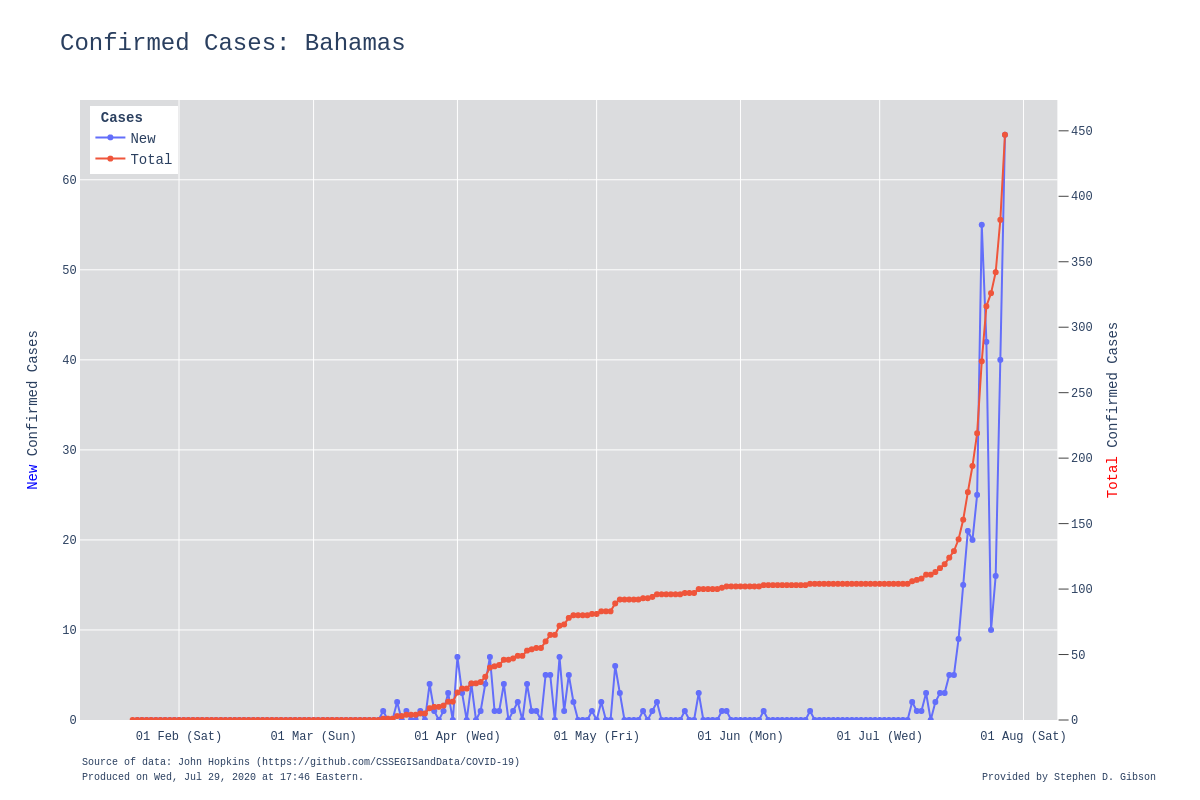 Confirmed Cases: Bahamas
Cases
New
Total
60
50
40
30
20
10
0
450
400
350
300
250
200
150
100
50
0
New Confirmed Cases
Total Confirmed Cases
01 Feb (Sat)
01 Mar (Sun)
01 Apr (Wed)
01 May (Fri)
01 Jun (Mon)
01 Jul (Wed)
01 Aug (Sat)
Source of data: John Hopkins (https://github.com/CSSEGISandData/COVID-19)
Produced on Wed, Jul 29, 2020 at 17:46 Eastern.
Provided by Stephen D. Gibson